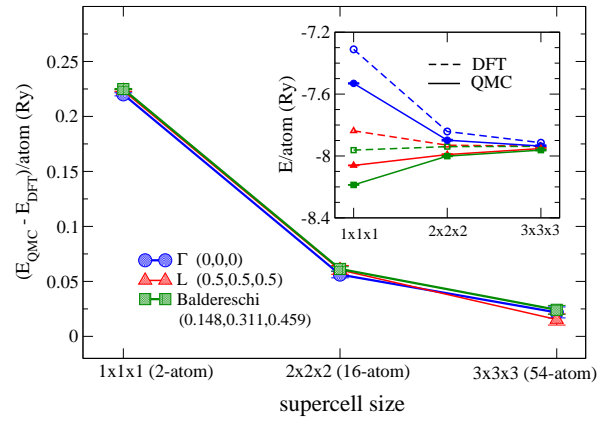 (E_QMC - E_DFT)/atom (Ry)
0.25
0.2
0.15
0.1
0.05
0
E/atom (Ry)
-7.2
-7.6
-8
-8.4
DFT
QMC
1x1x1
2x2x2
3x3x3
Γ (0,0,0)
L (0.5,0.5,0.5)
Baldereschi
(0.148,0.311,0.459)
1x1x1 (2-atom)
2x2x2 (16-atom)
3x3x3 (54-atom)
supercell size